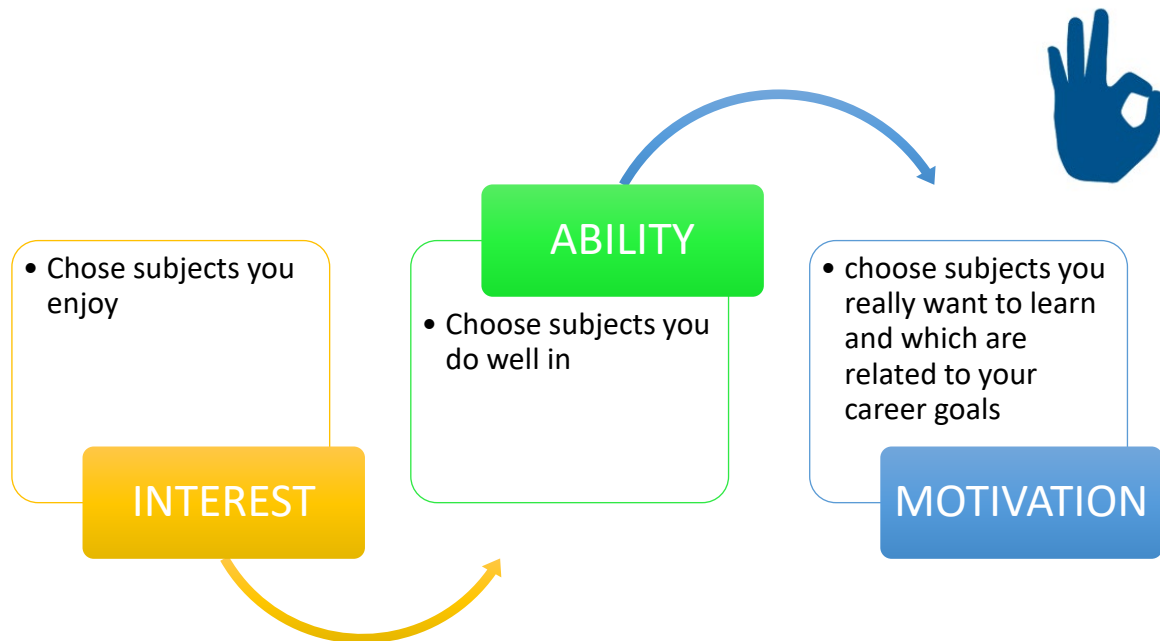 • Chose subjects you
enjoy
INTEREST
ABILITY
• Choose subjects you
do well in
• choose subjects you
really want to learn
and which are
related to your
career goals
MOTIVATION